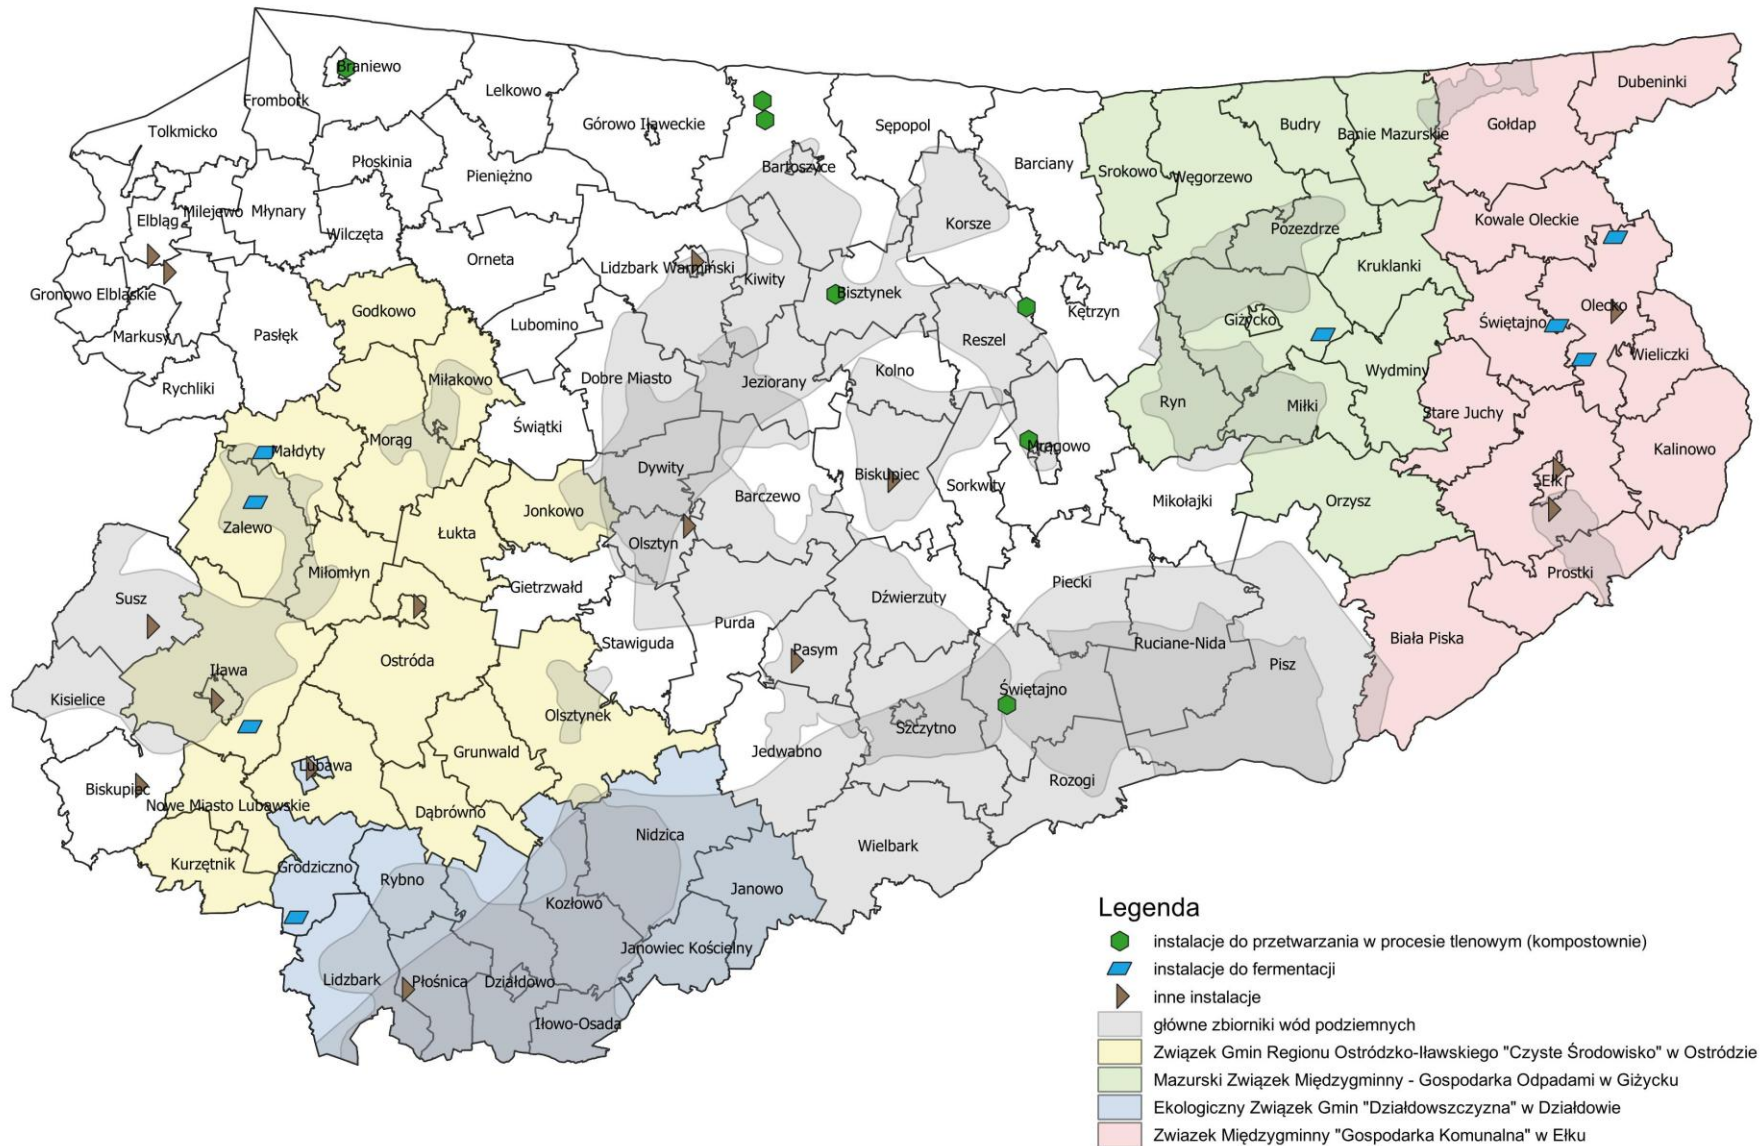 Braniewo
Lelkowo
Dubeninki
Frombork
Tolkmicko
Górowo Iławeckie
Sępopol
Budry
Banie Mazurskie
Gołdap
Płoskinia
Pieniężno
Bartoszyce
Barciany
Srokowo
Węgorzewo
Elbląg
Milejewo
Młynary
Wilczęta
Korsze
Pozezdrze
Kowale Oleckie
Orneta
Lidzbark Warmiński
Kiwity
Bisztynek
Kruklanki
Gronowo Elbląskie
Markusy
Pasłęk
Godkowo
Lubomino
Kętrzyn
Giżycko
Świętajno
Olecko
Reszel
Wieliczki
Rychliki
Miłakowo
Dobre Miasto
Jeziorany
Kolno
Wydminy
Świątki
Ryn
Miłki
Stare Juchy
Małdyty
Morąg
Mrągowo
Kalinowo
Dywity
Barczewo
Biskupiec
Sorkwity
Mikołajki
Orzysz
Ełk
Zalewo
Jonkowo
Łukta
Olsztyn
Miłomłyn
Gietrzwałd
Susz
Dźwierzuty
Piecki
Prostki
Purda
Stawiguda
Ruciane-Nida
Biała Piska
Pasym
Pisz
Iława
Ostróda
Kisielice
Świętajno
Olsztynek
Szczytno
Grunwald
Jedwabno
Rozogi
Lubawa
Biskupiec
Nowe Miasto Lubawskie
Dąbrówno
Nidzica
Wielbark
Kurzętnik
Grodziczno
Rybno
Janowo
Kozłowo
Janowiec Kościelny
Lidzbark
Płośnica
Działdowo
Iłowo-Osada
Legenda
instalacje do przetwarzania w procesie tlenowym (kompostownie)
instalacje do fermentacji
inne instalacje
główne zbiorniki wód podziemnych
Związek Gmin Regionu Ostródzko-Iławskiego "Czyste Środowisko" w Ostródzie
Mazurski Związek Międzygminny - Gospodarka Odpadami w Giżycku
Ekologiczny Związek Gmin "Działdowszczyzna" w Działdowie
Zwiazek Międzygminny "Gospodarka Komunalna" w Ełku